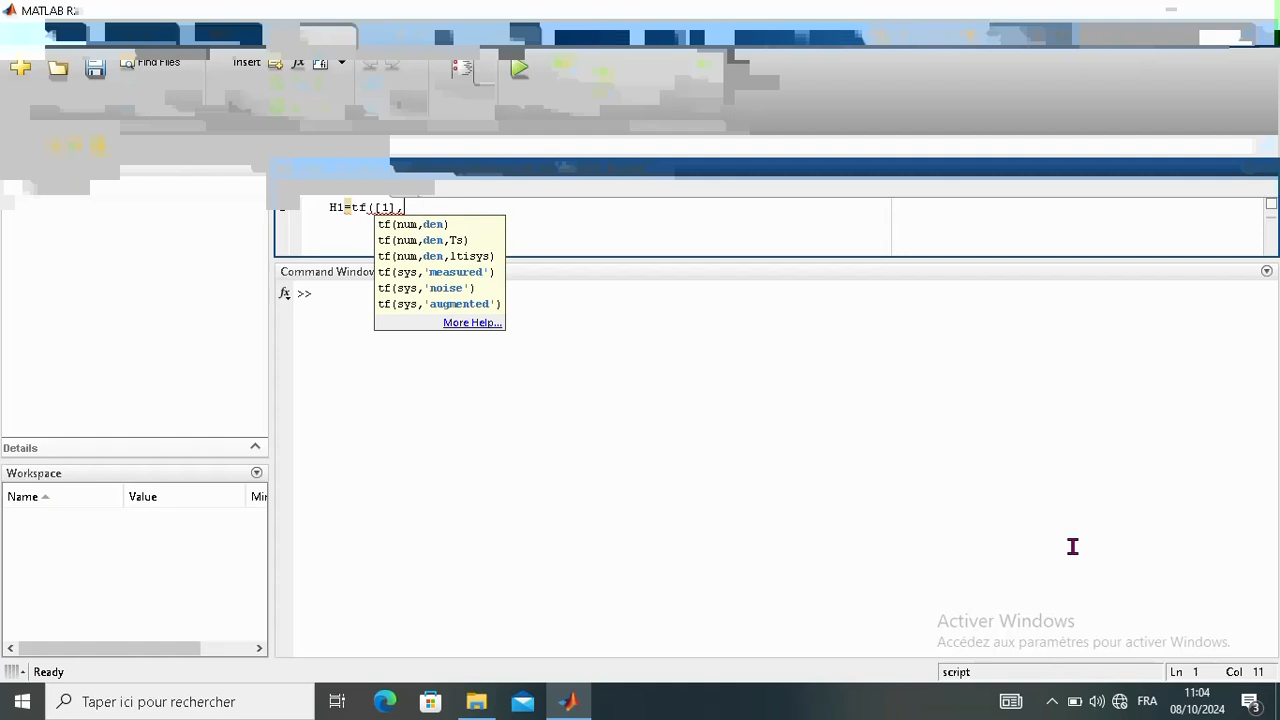 MATLAB R
Find Files
Insert
fx
H1=tf([1],
tf(num,den)
tf(num,den,Ts)
tf(num,den,ltisys)
tf(sys,'measured')
tf(sys,'noise')
tf(sys,'augmented')
More Help...
Command Window
fx >>
Details
Workspace
Name
Value
Mir
Activer Windows
Accédez aux paramètres pour activer Windows.
Ready
script
Ln 1
Col 11
Taper ici pour rechercher
FRA
11:04
08/10/2024
3